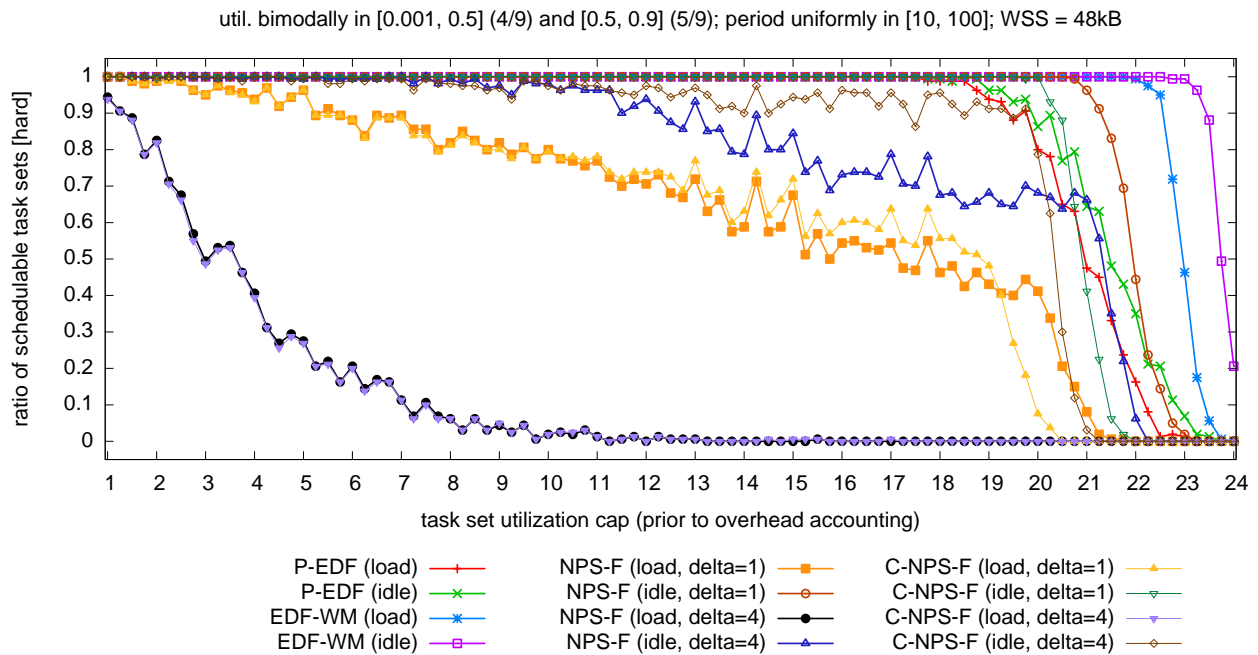 util. bimodally in [0.001, 0.5] (4/9) and [0.5, 0.9] (5/9); period uniformly in [10, 100]; WSS = 48kB
ratio of schedulable task sets [hard]
1
0.9
0.8
0.7
0.6
0.5
0.4
0.3
0.2
0.1
0
1 2 3 4 5 6 7 8 9 10 11 12 13 14 15 16 17 18 19 20 21 22 23 24
task set utilization cap (prior to overhead accounting)
P-EDF (load) NPS-F (load, delta=1) C-NPS-F (load, delta=1)
P-EDF (idle) NPS-F (idle, delta=1) C-NPS-F (idle, delta=1)
EDF-WM (load) NPS-F (load, delta=4) C-NPS-F (load, delta=4)
EDF-WM (idle) NPS-F (idle, delta=4) C-NPS-F (idle, delta=4)